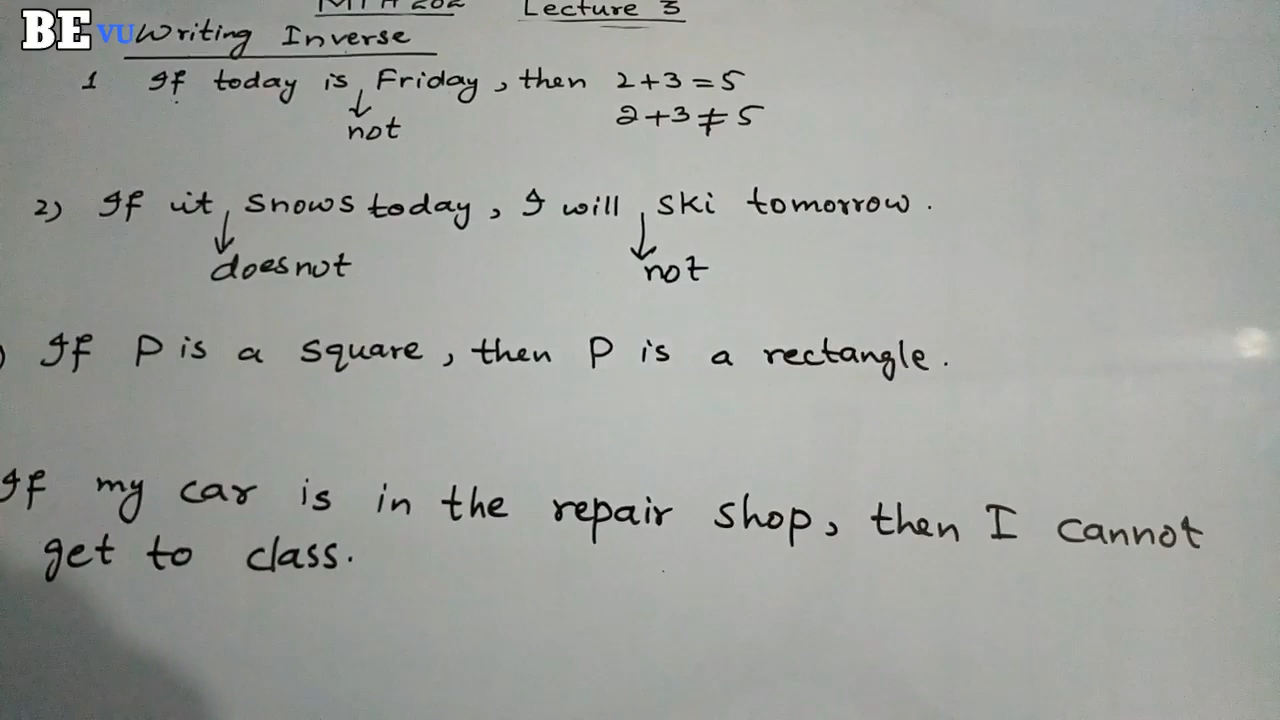 MTH 202 Lecture 3
BE VU Writing Inverse
1 If today is Friday, then 2+3=5
not 2+3≠5
2) If it snows today, I will ski tomorrow.
doesnot not
) If P is a square, then P is a rectangle.
If my car is in the repair shop, then I cannot
get to class.